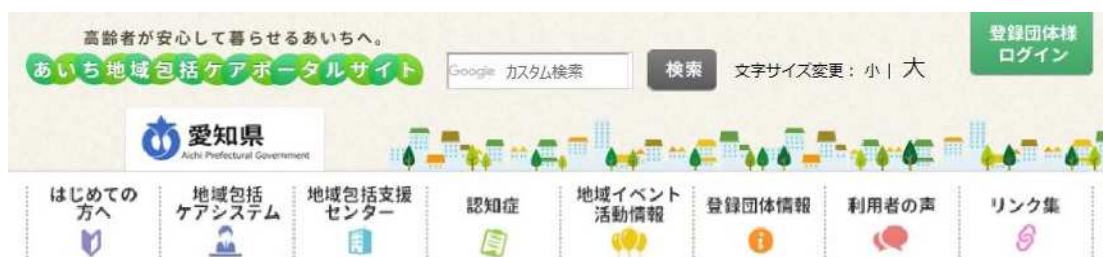 高齢者が安心して暮らせるあいちへ。
あいち地域包括ケアポータルサイト
Google カスタム検索
検索
文字サイズ変更： 小 | 大
登録団体様
ログイン
愛知県
Aichi Prefectural Government
はじめての
方へ
地域包括
ケアシステム
地域包括支援
センター
認知症
地域イベント
活動情報
登録団体情報
利用者の声
リンク集